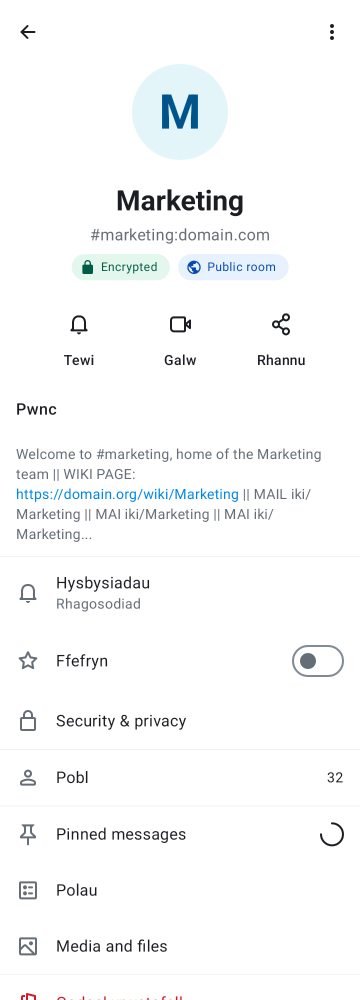 M
Marketing
#marketing:domain.com
Encrypted
Public room
Tewi
Galw
Rhannu
Pwnc
Welcome to #marketing, home of the Marketing
team || WIKI PAGE:
https://domain.org/wiki/Marketing || MAIL iki/
Marketing || MAI iki/Marketing || MAI iki/
Marketing...
Hysbysiadau
Rhagosodiad
Ffefryn
Security & privacy
Pobl
32
Pinned messages
Polau
Media and files